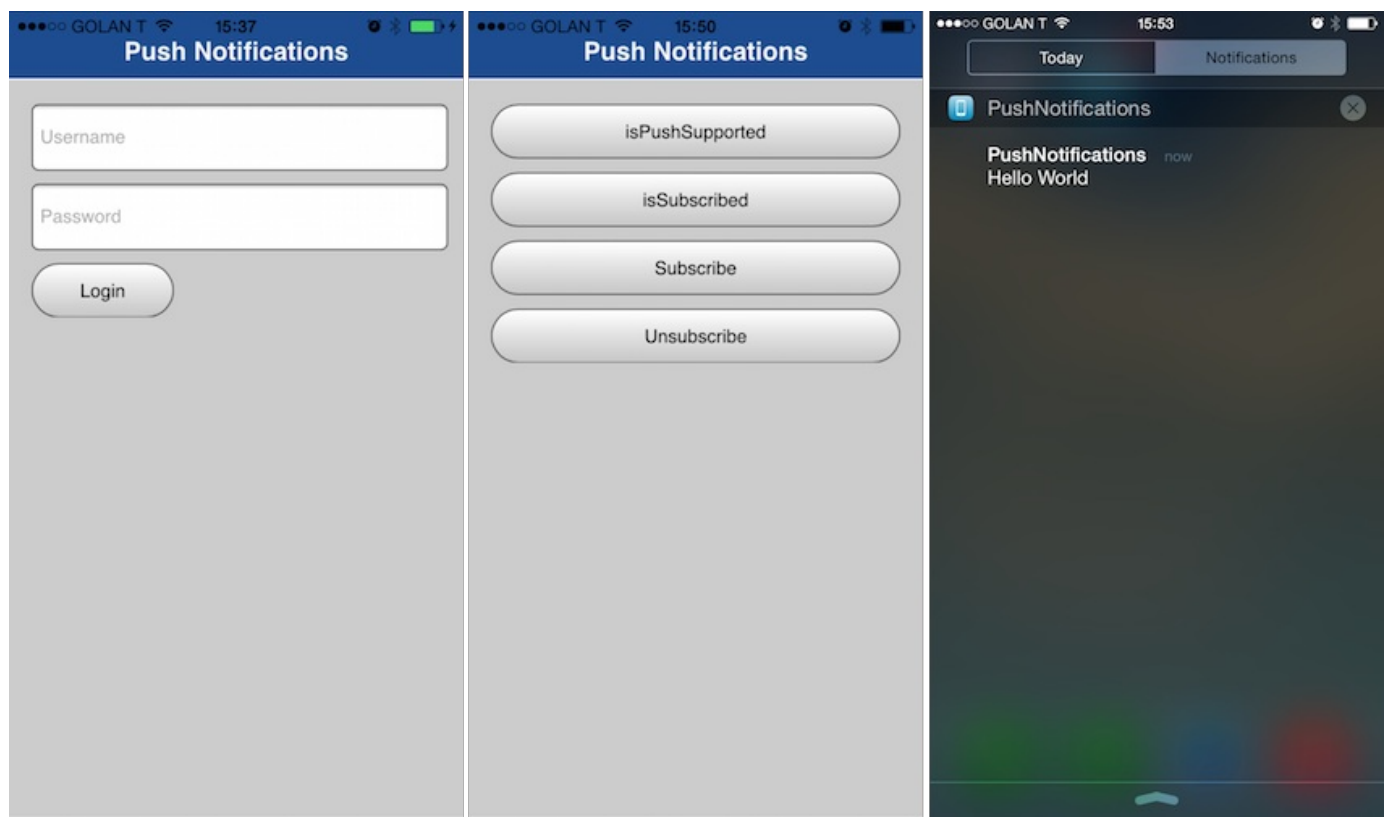 GOLAN T 15:37
Push Notifications
Username
Password
Login
GOLAN T 15:50
Push Notifications
isPushSupported
isSubscribed
Subscribe
Unsubscribe
GOLAN T 15:53
Today Notifications
PushNotifications
PushNotifications now
Hello World